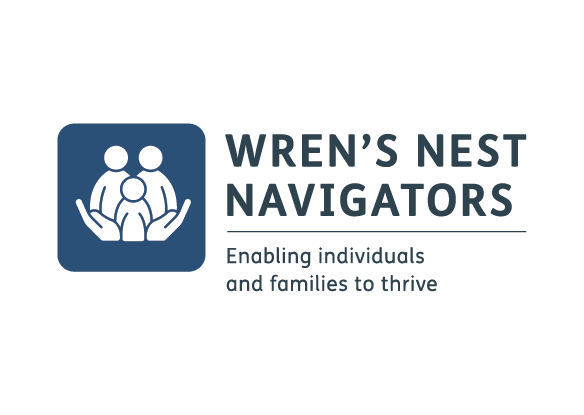 WREN’S NEST
NAVIGATORS
Enabling individuals
and families to thrive